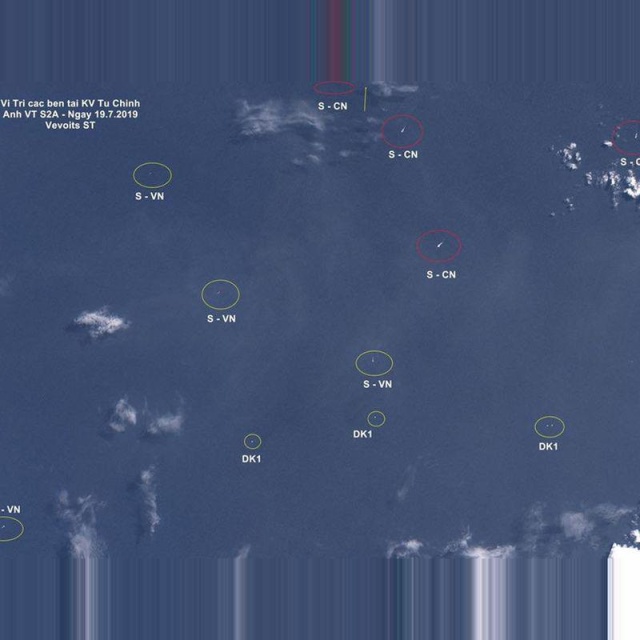 Vi Tri cac ben tai KV Tu Chinh
Anh VT S2A - Ngay 19.7.2019
Vevoits ST
S - CN
S - CN
S - C
S - VN
S - CN
S - VN
S - VN
DK1
DK1
DK1
- VN